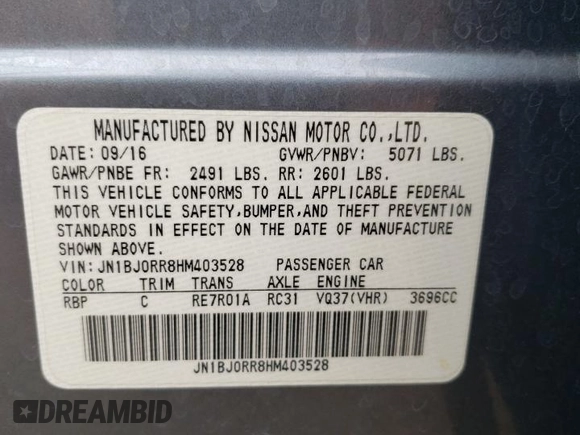 MANUFACTURED BY NISSAN MOTOR CO.,LTD.
DATE: 09/16 GVWR/PNBV: 5071 LBS.
GAWR/PNBE FR: 2491 LBS. RR: 2601 LBS.
THIS VEHICLE CONFORMS TO ALL APPLICABLE FEDERAL
MOTOR VEHICLE SAFETY,BUMPER,AND THEFT PREVENTION
STANDARDS IN EFFECT ON THE DATE OF MANUFACTURE
SHOWN ABOVE.
VIN: JN1BJ0RR8HM403528 PASSENGER CAR
COLOR TRIM TRANS AXLE ENGINE
RBP C RE7R01A RC31 VQ37(VHR) 3696CC
JN1BJ0RR8HM403528
DREAMBID